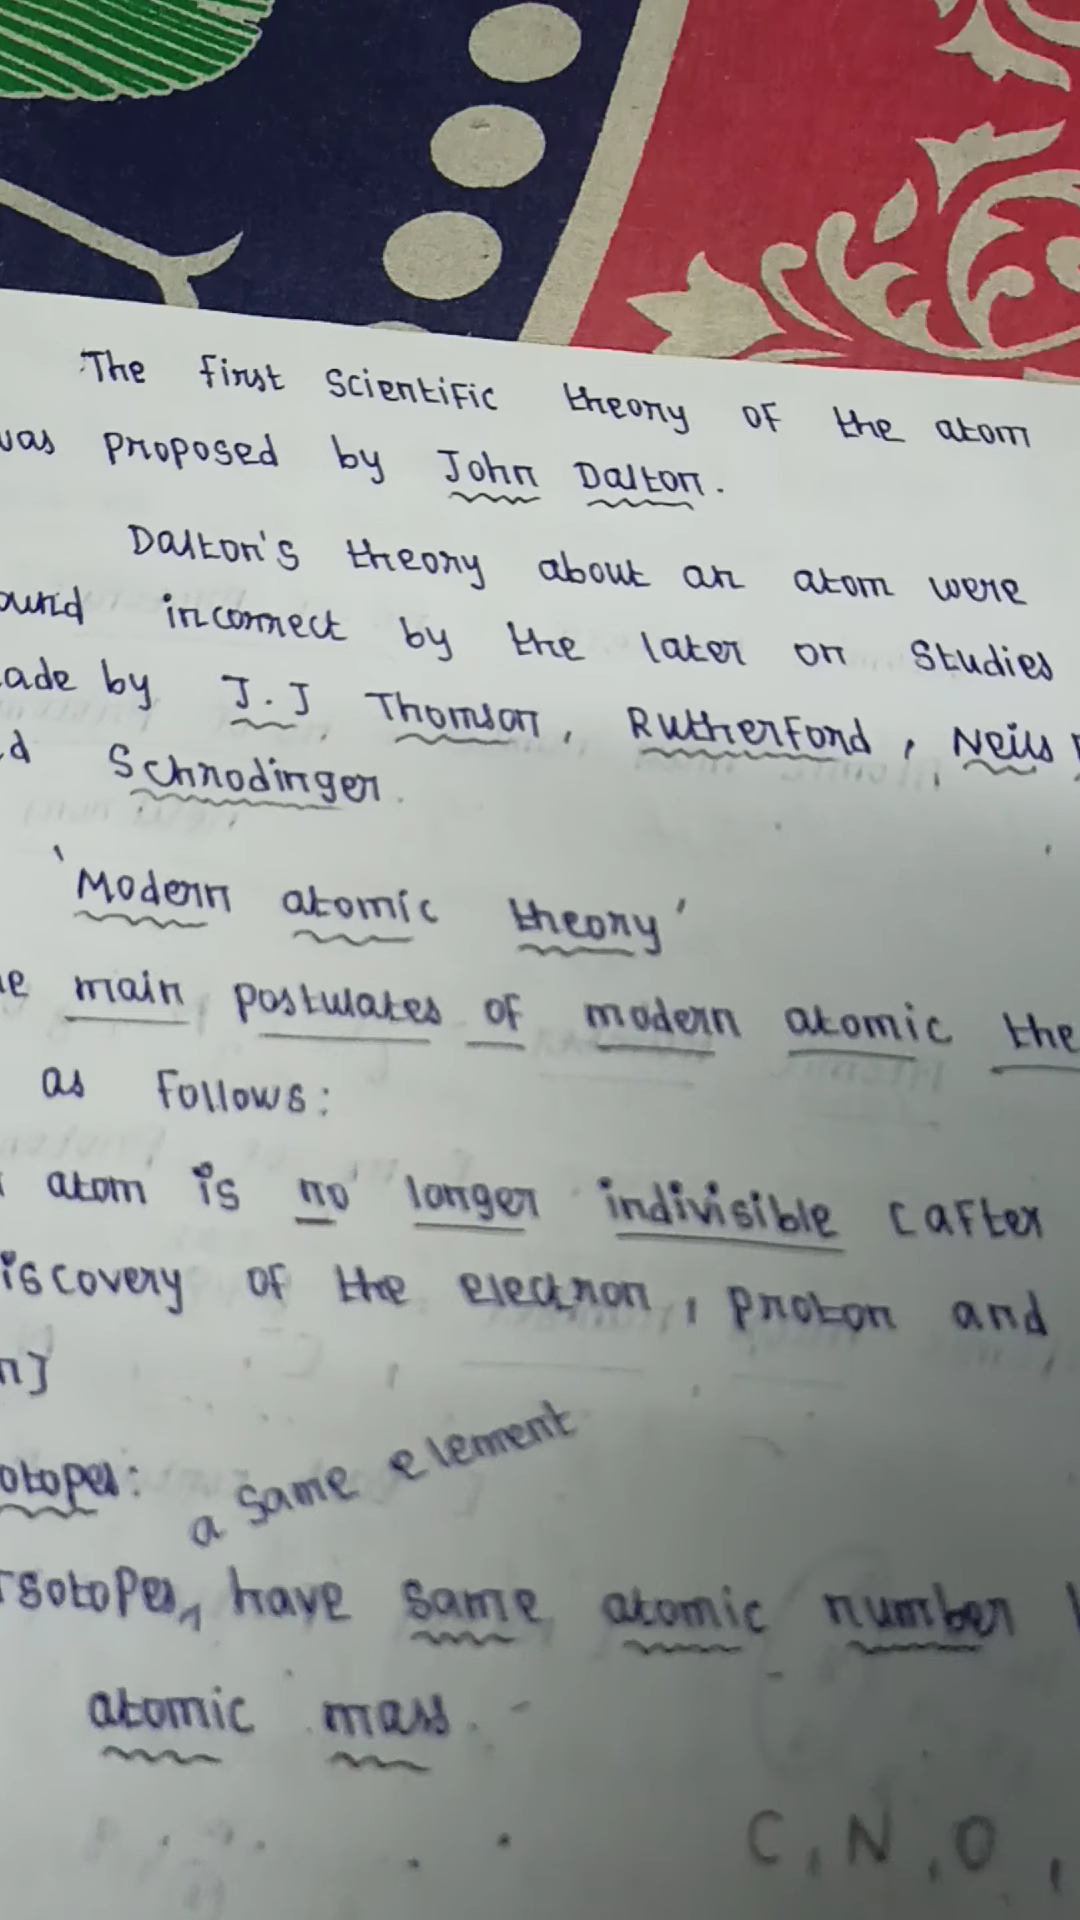 The first scientific theory of the atom
was proposed by John Dalton.
Dalton's theory about an atom were
ound incorrect by the later on studies
ade by J.J Thomson, Rutherford, Neils
d Schrodinger.
'Modern atomic theory'
e main postulates of modern atomic the
as follows:
atom is no longer indivisible [after
iscovery of the electron, proton and
n]
otopes: a same element
Isotopes, have same atomic number
atomic mass.
C, N, O,